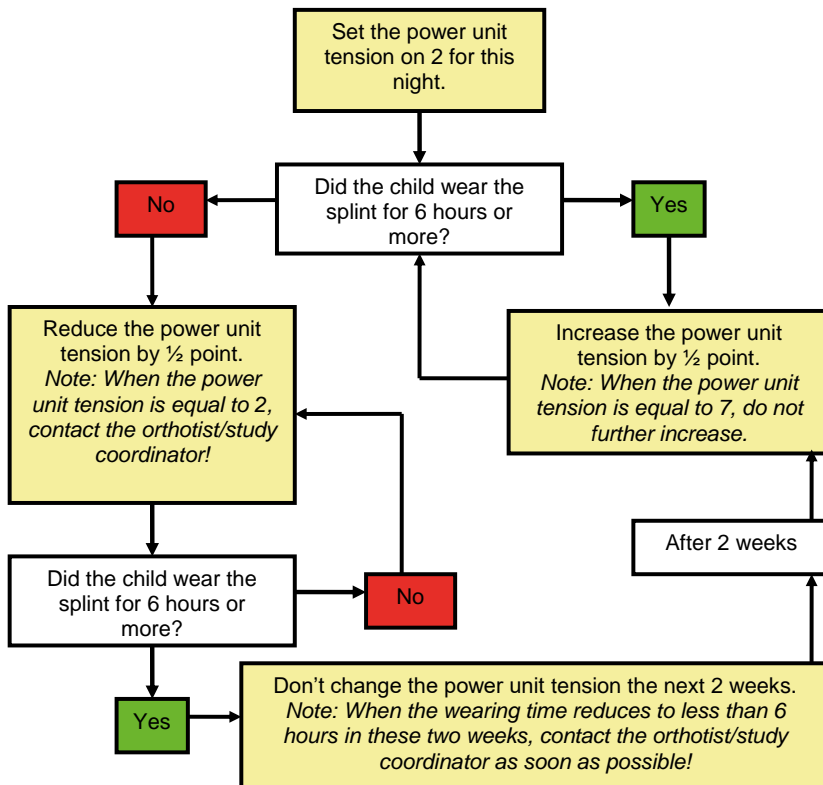 Set the power unit
tension on 2 for this
night.
No
Did the child wear the
splint for 6 hours or
more?
Yes
Reduce the power unit
tension by ½ point.
Note: When the power
unit tension is equal to 2,
contact the orthotist/study
coordinator!
Increase the power unit
tension by ½ point.
Note: When the power unit
tension is equal to 7, do not
further increase.
After 2 weeks
Did the child wear the
splint for 6 hours or
more?
No
Yes
Don't change the power unit tension the next 2 weeks.
Note: When the wearing time reduces to less than 6
hours in these two weeks, contact the orthotist/study
coordinator as soon as possible!